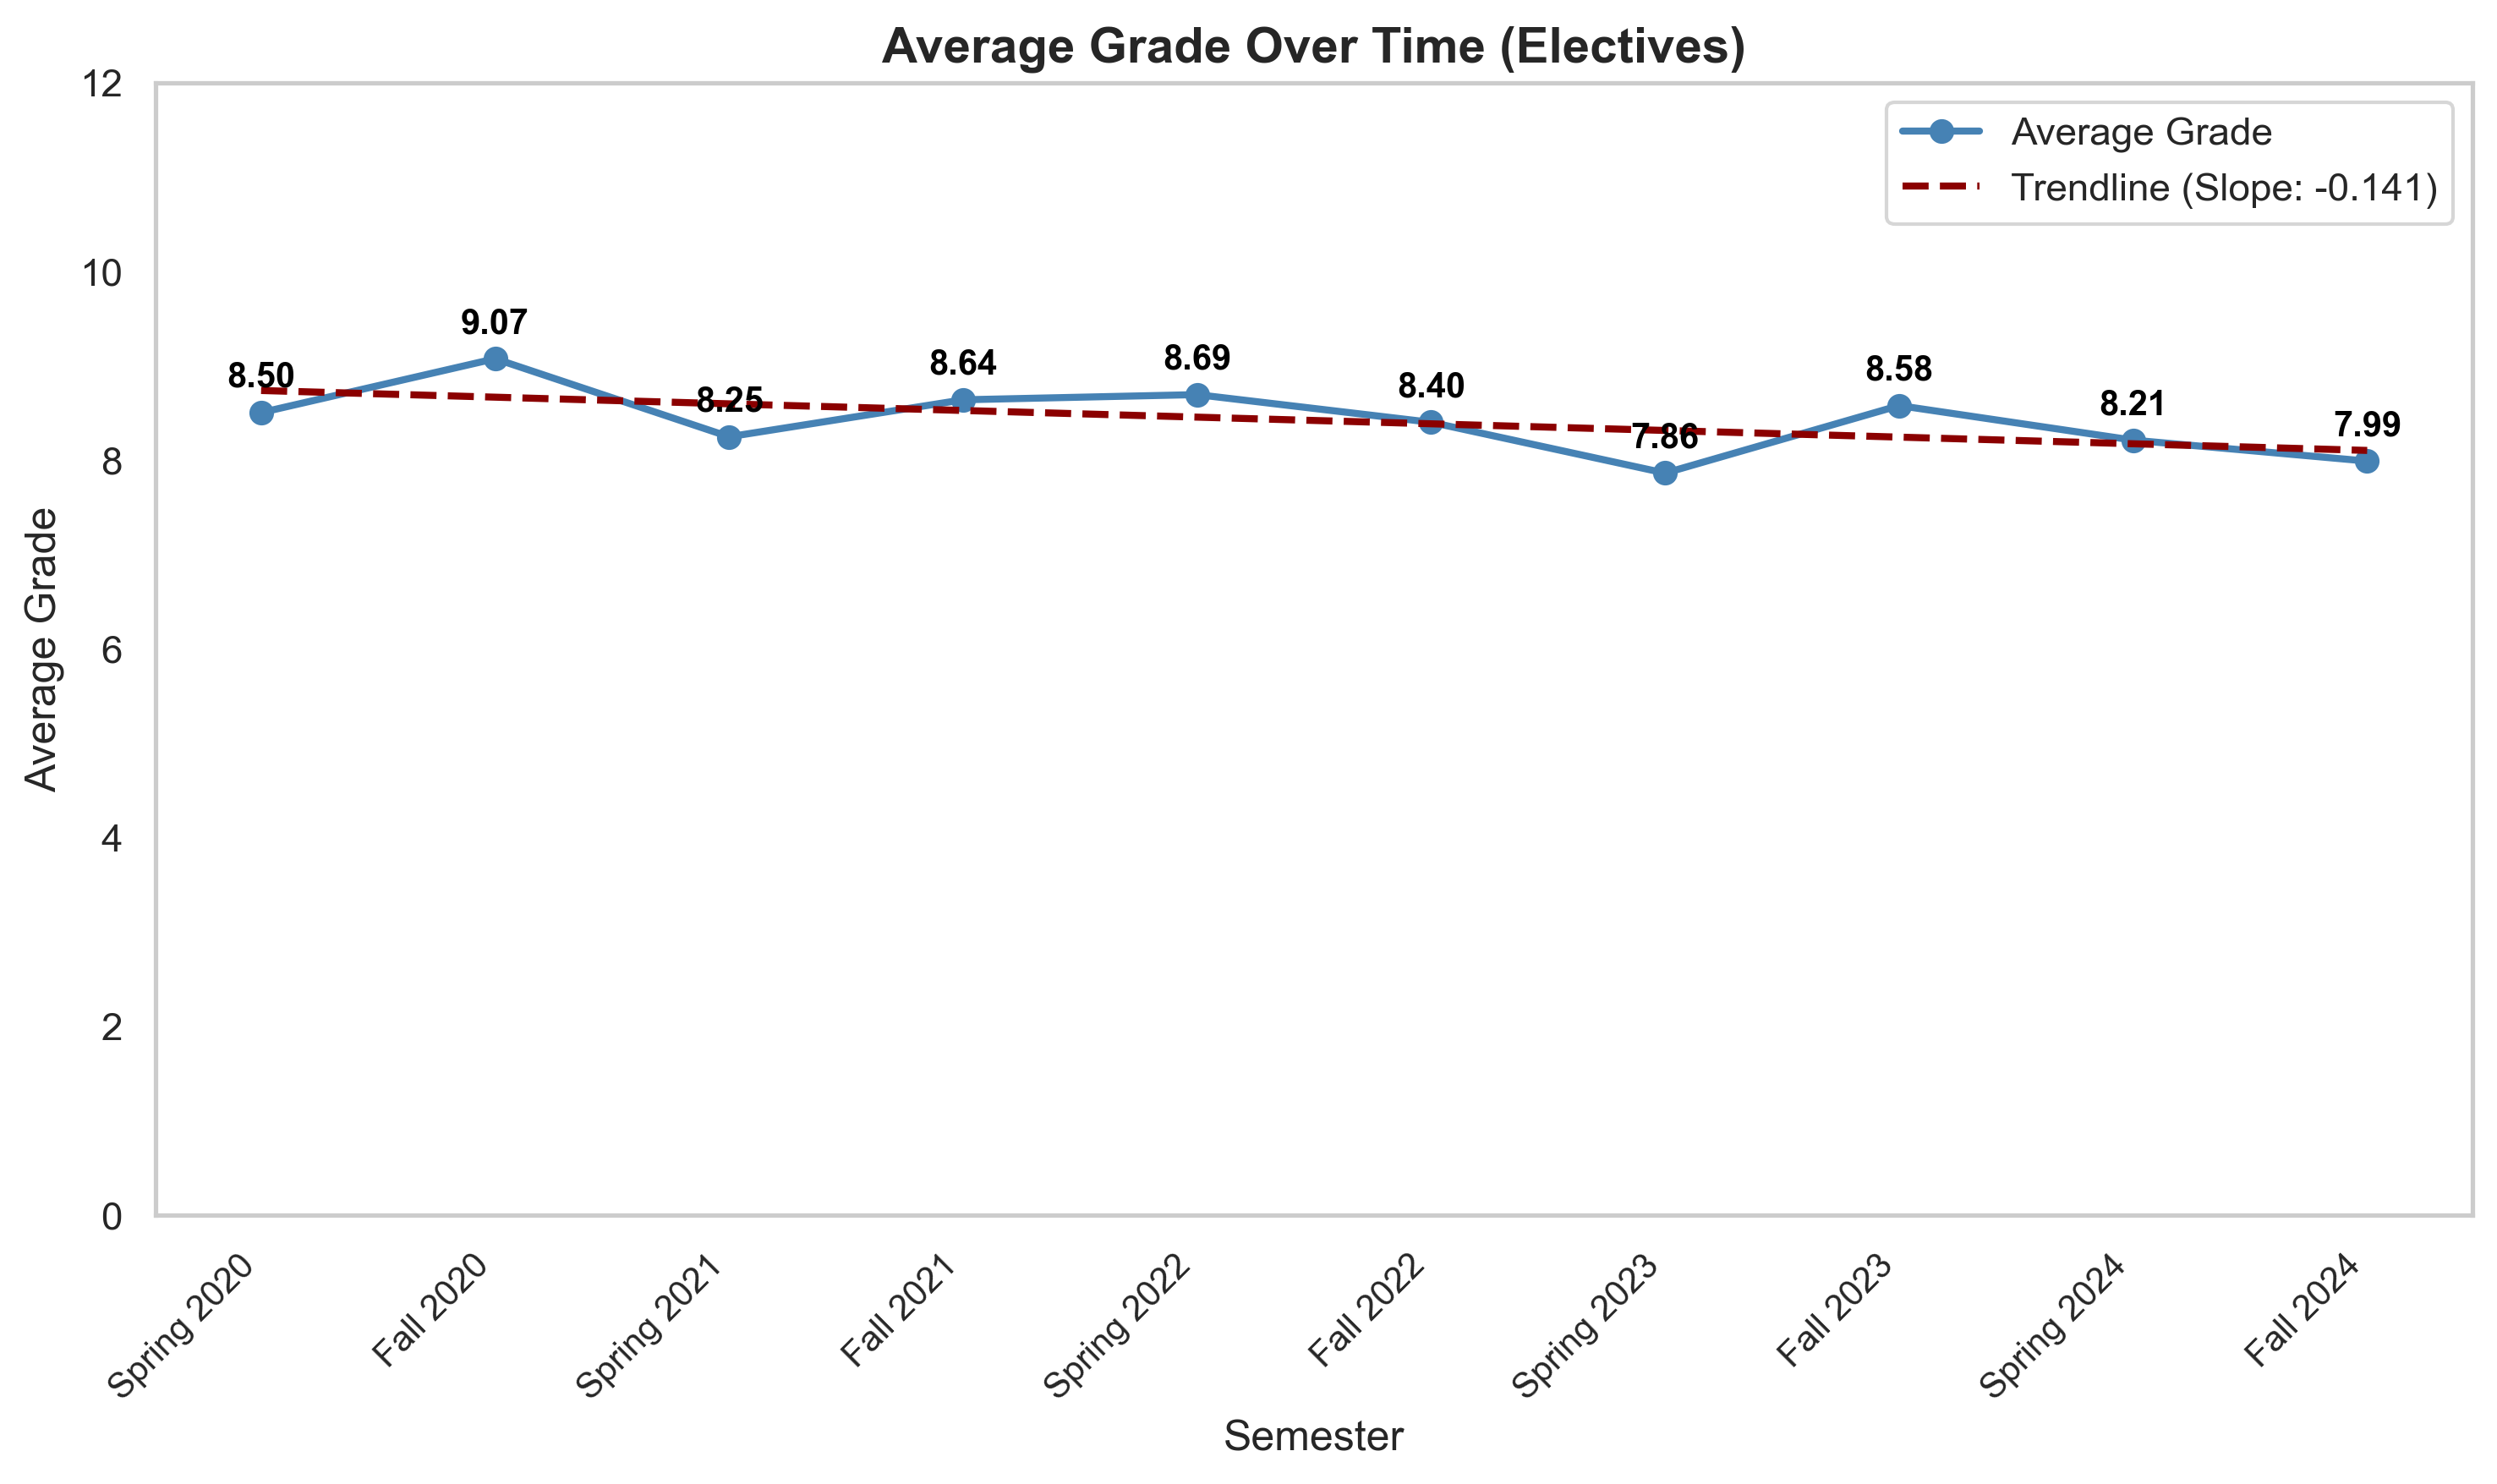 Average Grade Over Time (Electives)
Average Grade
Trendline (Slope: -0.141)
12
10
8
6
4
2
0
Average Grade
8.50
9.07
8.25
8.64
8.69
8.40
7.86
8.58
8.21
7.99
Spring 2020
Fall 2020
Spring 2021
Fall 2021
Spring 2022
Fall 2022
Spring 2023
Fall 2023
Spring 2024
Fall 2024
Semester